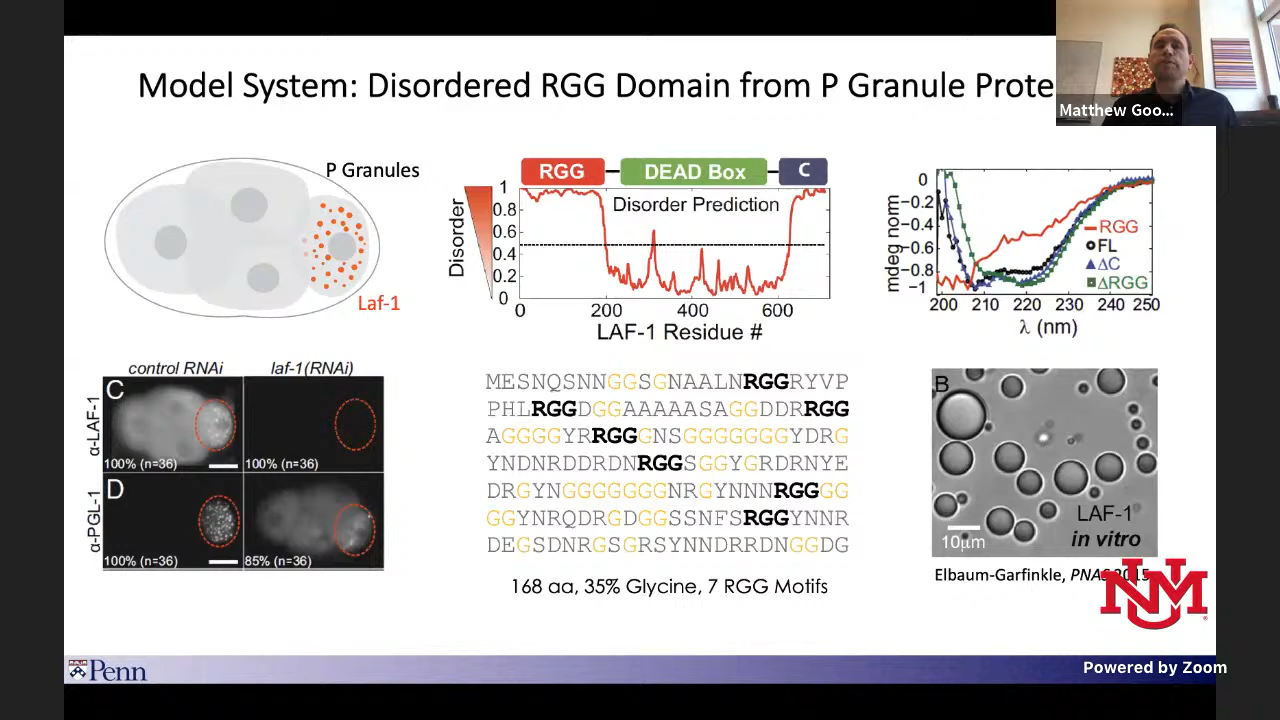 Model System: Disordered RGG Domain from P Granule Prote
Matthew Goo...
P Granules
Laf-1
RGG DEAD Box C
Disorder
1
0.8
0.6
0.4
0.2
0
Disorder Prediction
0 200 400 600
LAF-1 Residue #
mdeg norm
0
−0.2
−0.4
−0.6
−0.8
−1
RGG
FL
ΔC
ΔRGG
200 210 220 230 240 250
λ (nm)
control RNAi laf-1(RNAi)
α-LAF-1
C
100% (n=36) 100% (n=36)
α-PGL-1
D
100% (n=36) 85% (n=36)
MESNQSNNGGSGNAALNRGGRYVP
PHLRGGDGGAAAAASAGGDDRRGG
AGGGGYRRGGGNSGGGGGGGYDRG
YNDNRDDRDNRGGSGGYGRDRNYE
DRGYNGGGGGGGNRGYNNNRGGGG
GGYNRQDRGDGGSSNFSRGGYNNR
DEGSDNRGSGRSYNNDRRDNGGDG
168 aa, 35% Glycine, 7 RGG Motifs
B
LAF-1
in vitro
10μm
Elbaum-Garfinkle, PNAS 2015
NM
Penn
Powered by Zoom